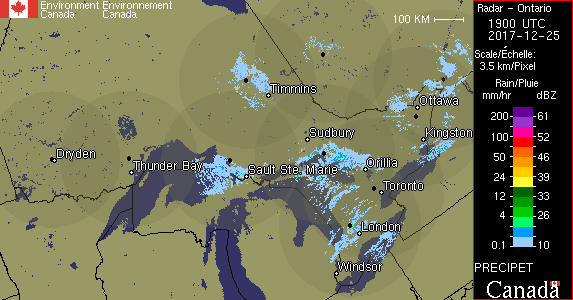 Environment Environnement
Canada Canada
100 KM
Timmins
Ottawa
Sudbury
Kingston
Dryden
Thunder Bay
Sault Ste. Marie
Orillia
Toronto
London
Windsor
Radar - Ontario
1900 UTC
2017-12-25
Scale/Échelle:
3.5 km/Pixel
Rain/Pluie
mm/hr dBZ
200 61
100 52
50 46
24 39
12 33
4 26
0.1 10
PRECIPET
Canada